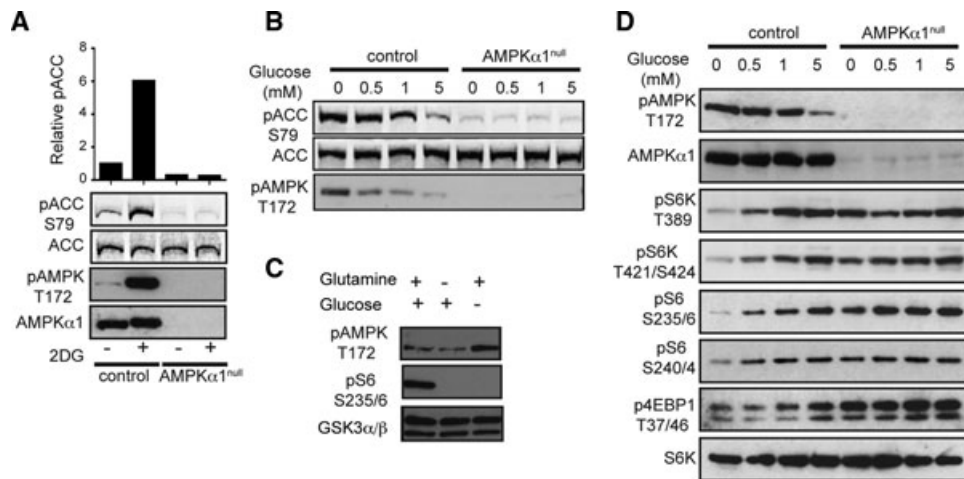 A
Relative pACC
8
6
4
2
0
pACC
S79
ACC
pAMPK
T172
AMPKα1
2DG
- + - +
control AMPKα1null
B
control AMPKα1null
Glucose
(mM)
0 0.5 1 5 0 0.5 1 5
pACC
S79
ACC
pAMPK
T172
C
Glutamine + - +
Glucose + + -
pAMPK
T172
pS6
S235/6
GSK3α/β
D
control AMPKα1null
Glucose
(mM)
0 0.5 1 5 0 0.5 1 5
pAMPK
T172
AMPKα1
pS6K
T389
pS6K
T421/S424
pS6
S235/6
pS6
S240/4
p4EBP1
T37/46
S6K